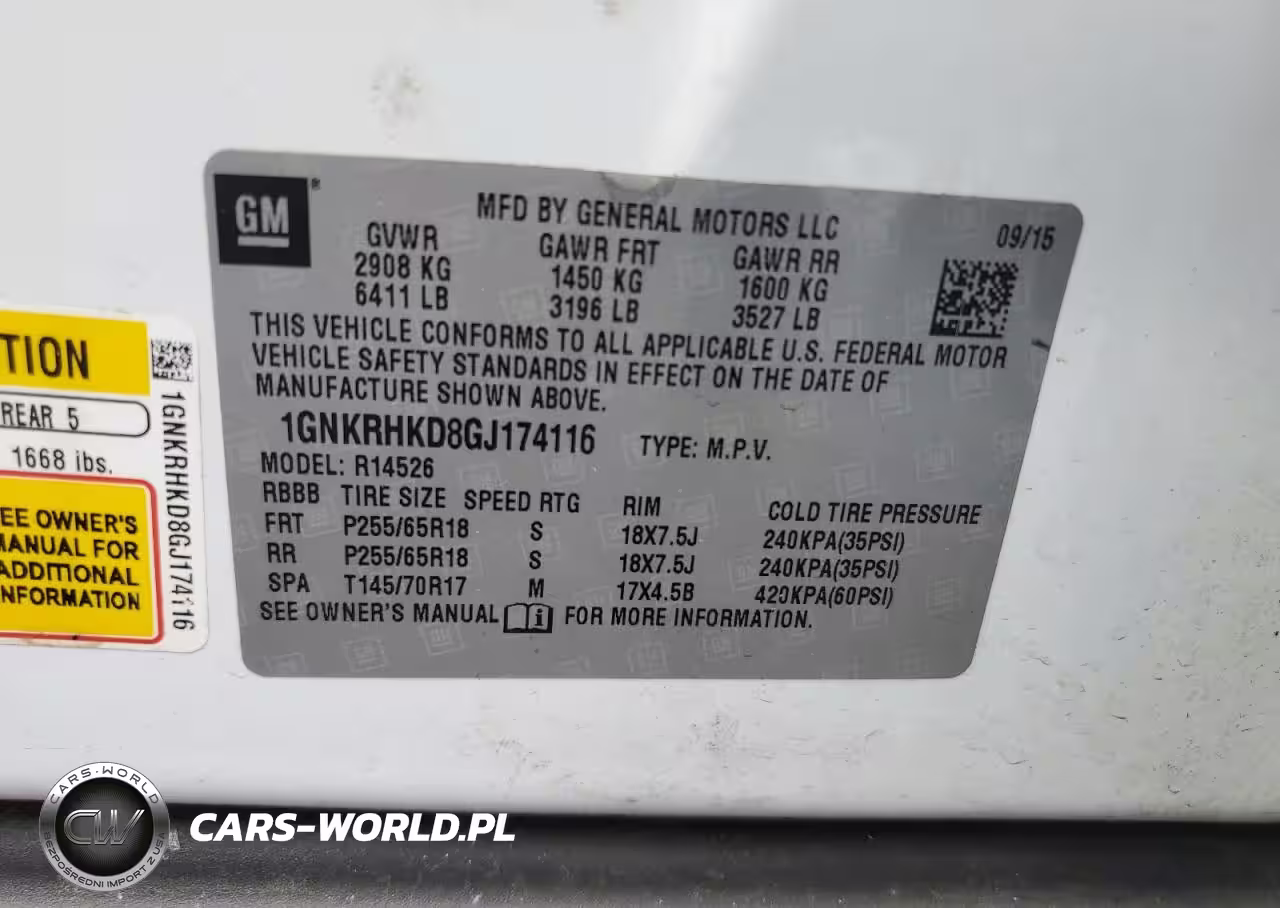 GM ®
MFD BY GENERAL MOTORS LLC
09/15
GVWR GAWR FRT GAWR RR
2908 KG 1450 KG 1600 KG
6411 LB 3196 LB 3527 LB
THIS VEHICLE CONFORMS TO ALL APPLICABLE U.S. FEDERAL MOTOR
VEHICLE SAFETY STANDARDS IN EFFECT ON THE DATE OF
MANUFACTURE SHOWN ABOVE.
1GNKRHKD8GJ174116 TYPE: M.P.V.
MODEL: R14526
RBBB TIRE SIZE SPEED RTG RIM COLD TIRE PRESSURE
FRT P255/65R18 S 18X7.5J 240KPA(35PSI)
RR P255/65R18 S 18X7.5J 240KPA(35PSI)
SPA T145/70R17 M 17X4.5B 420KPA(60PSI)
SEE OWNER'S MANUAL i FOR MORE INFORMATION.
TION
REAR 5
1668 lbs.
EE OWNER'S
MANUAL FOR
ADDITIONAL
NFORMATION
1GNKRHKD8GJ174116
CARS-WORLD
CW
BEZPOŚREDNI IMPORT Z USA
CARS-WORLD.PL